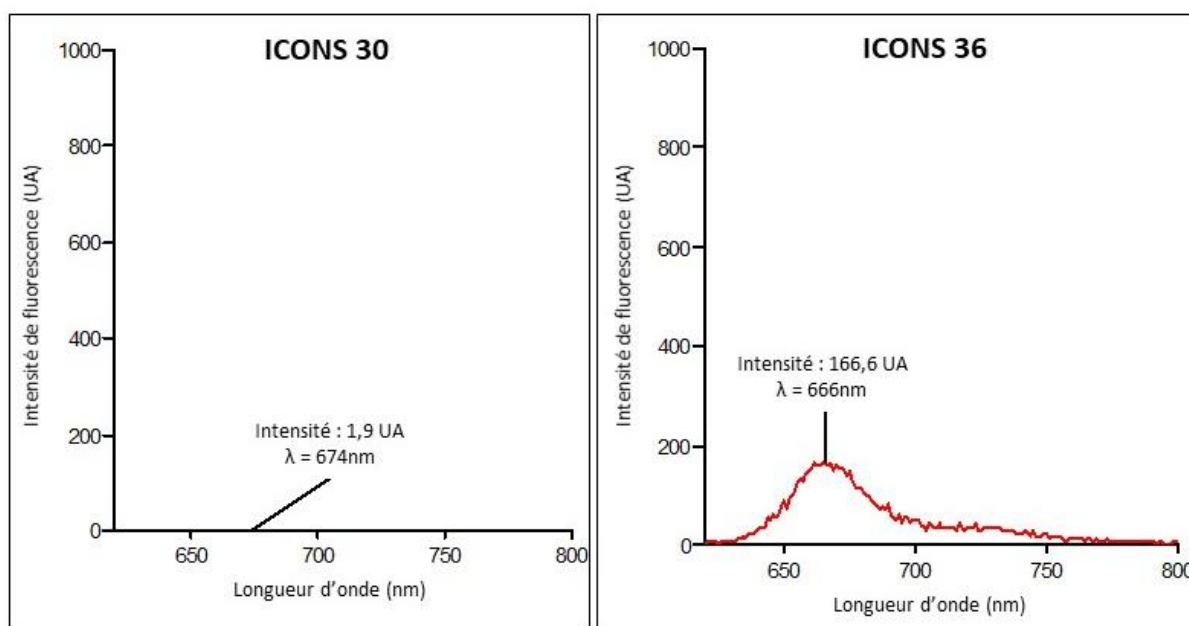 ICONS 30
1000
800
600
400
200
0
Intensité de fluorescence (UA)
Intensité : 1,9 UA
λ = 674nm
650
700
750
800
Longueur d’onde (nm)
ICONS 36
1000
800
600
400
200
0
Intensité de fluorescence (UA)
Intensité : 166,6 UA
λ = 666nm
650
700
750
800
Longueur d’onde (nm)